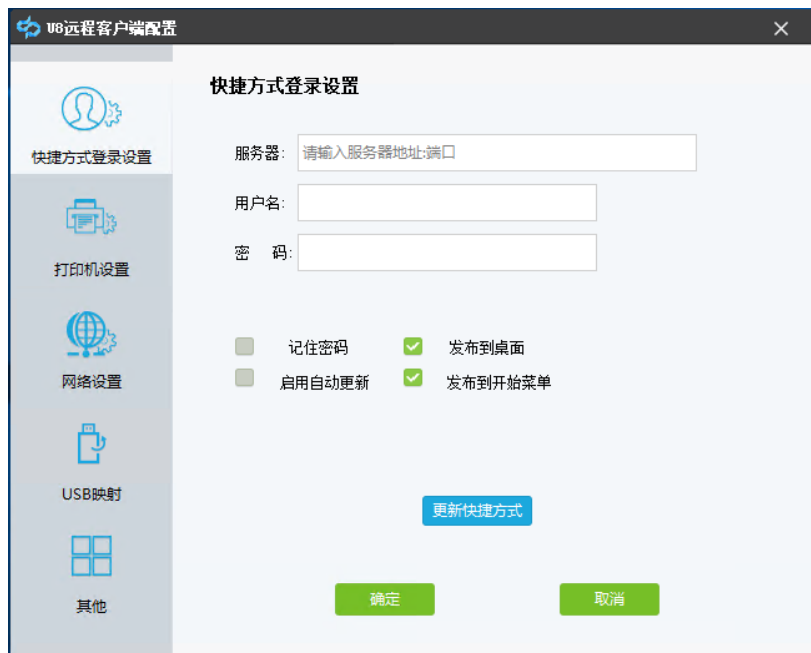 V8远程客户端配置
快捷方式登录设置
打印机设置
网络设置
USB映射
其他
快捷方式登录设置
服务器: 请输入服务器地址:端口
用户名:
密 码:
记住密码 发布到桌面
启用自动更新 发布到开始菜单
更新快捷方式
确定 取消